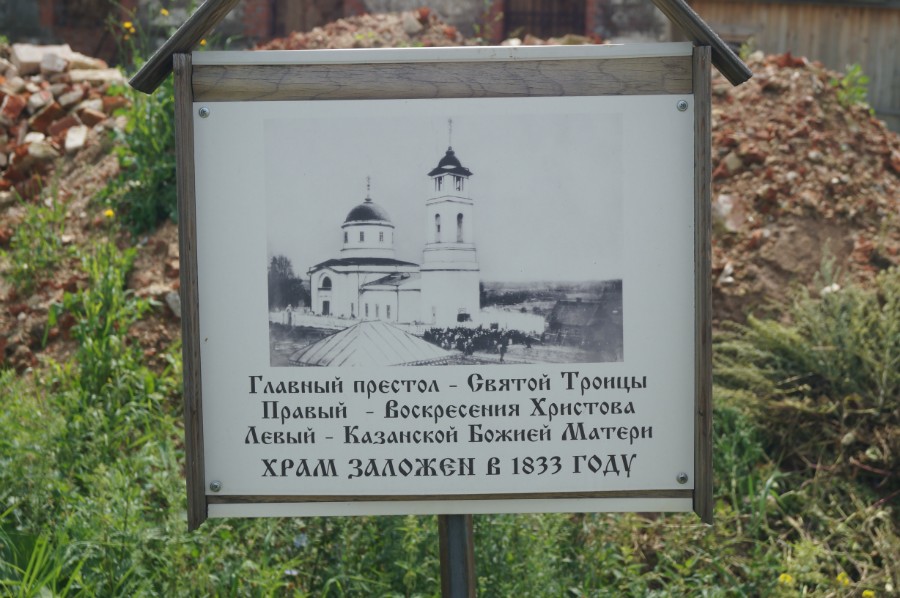 Главный престол - Святой Троицы
Правый - Воскресения Христова
Левый - Казанской Божией Матери
ХРАМ ЗАЛОЖЕН В 1833 ГОДУ